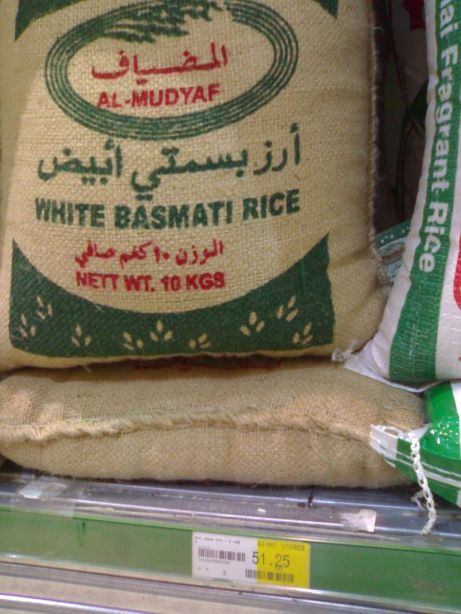 المضياف
AL-MUDYAF
أرز بسمتي أبيض
WHITE BASMATI RICE
الوزن ١٠ كغم صافي
NETT WT. 10 KGS
Fragrant Rice
GIANT STORES
51.25